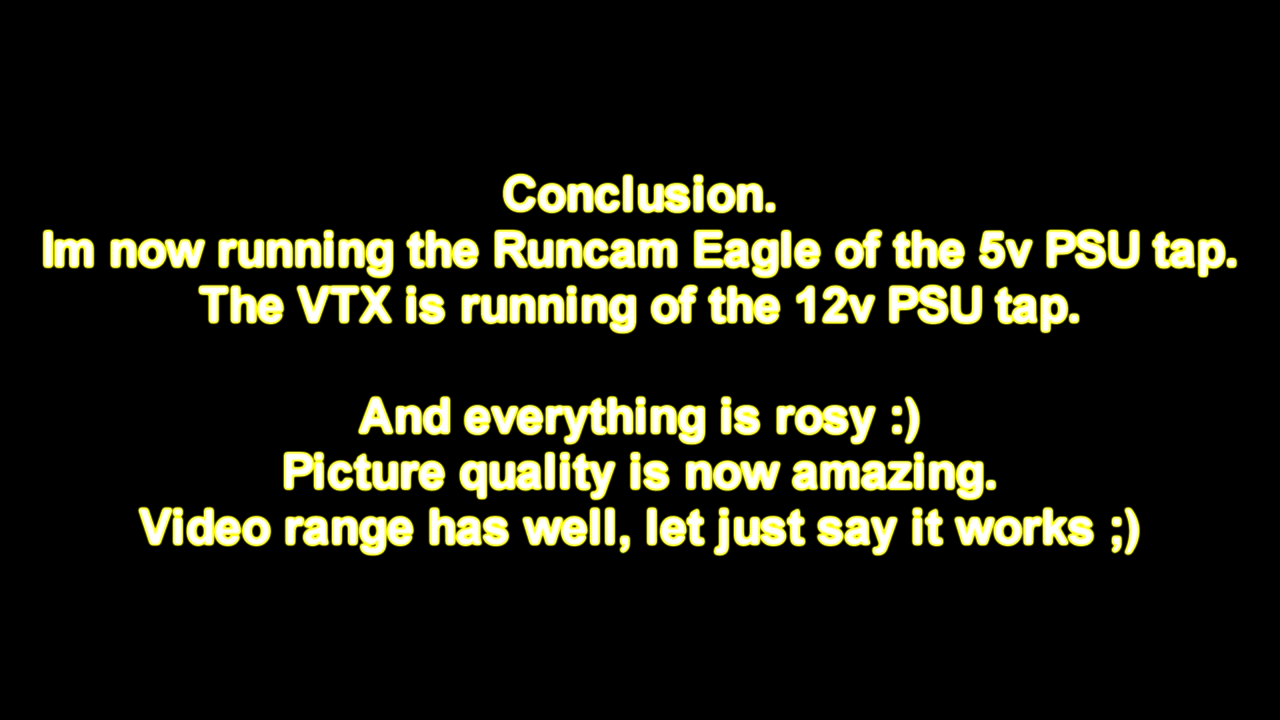 Conclusion.
Im now running the Runcam Eagle of the 5v PSU tap.
The VTX is running of the 12v PSU tap.
And everything is rosy :)
Picture quality is now amazing.
Video range has well, let just say it works ;)